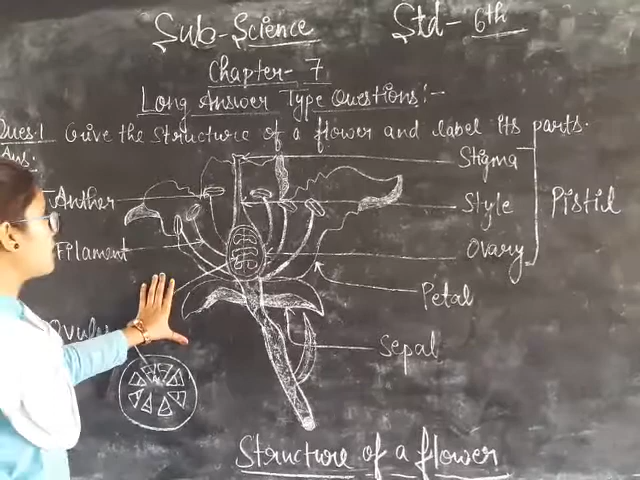 Sub-Science Std- 6th
Chapter- 7
Long Answer Type Questions:-
Ques.1 Give the structure of a flower and label its parts.
Ans:
Anther
Filament
Stigma
Style
Ovary
Pistid
Petal
Sepal
Structure of a flower